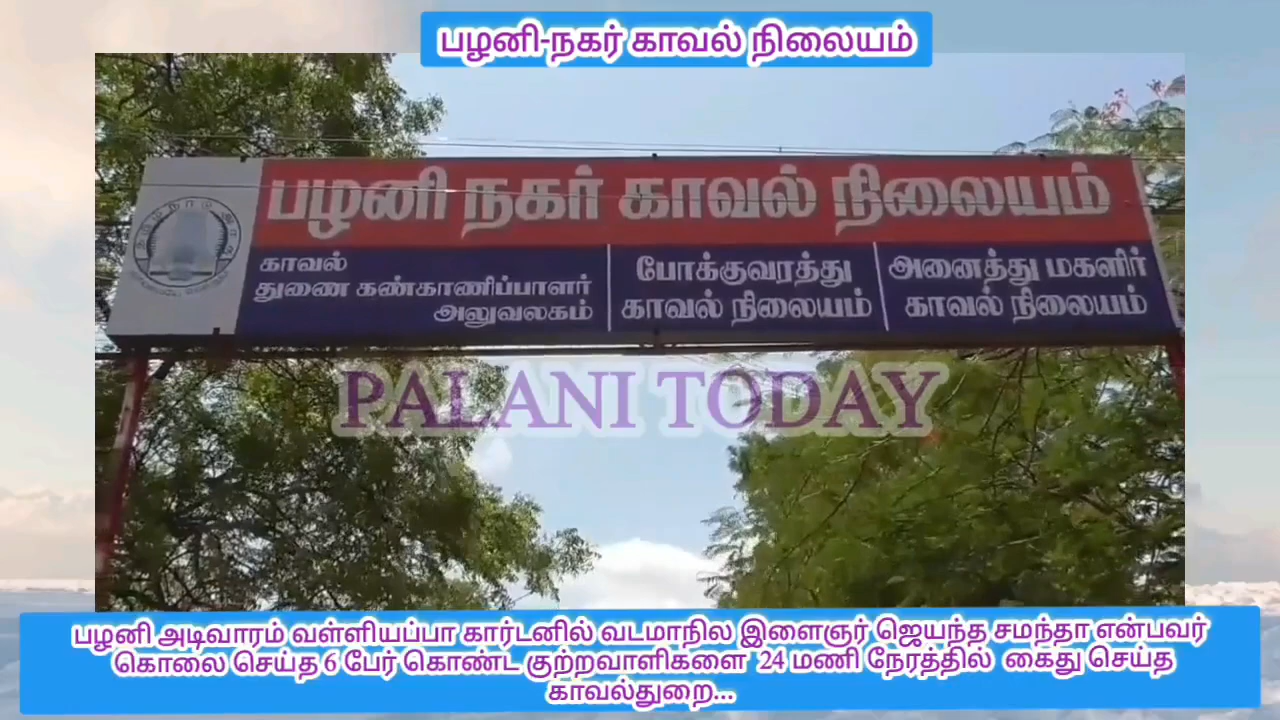 பழனி-நகர் காவல் நிலையம்
பழனி நகர் காவல் நிலையம்
காவல்
துணை கண்காணிப்பாளர்
அலுவலகம்
போக்குவரத்து
காவல் நிலையம்
அனைத்து மகளிர்
காவல் நிலையம்
PALANI TODAY
பழனி அடிவாரம் வள்ளியப்பா கார்டனில் வடமாநில இளைஞர் ஜெயந்த சமந்தா என்பவர்
கொலை செய்த 6 பேர் கொண்ட குற்றவாளிகளை 24 மணி நேரத்தில் கைது செய்த
காவல்துறை...